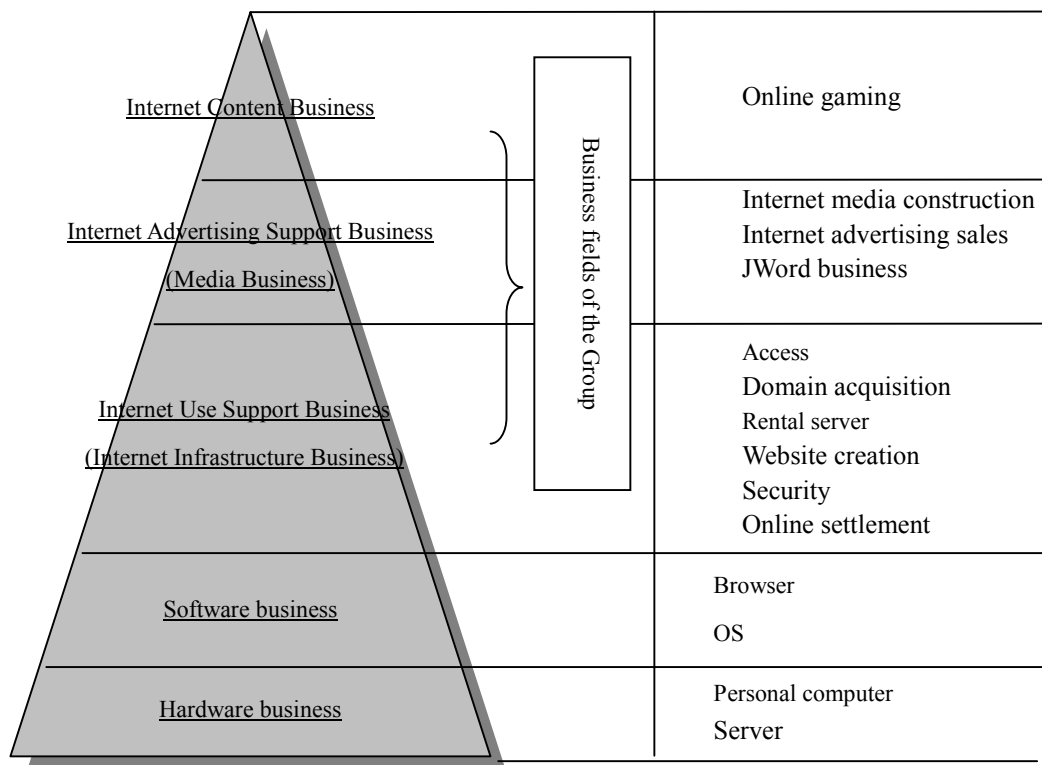 Internet Content Business
Online gaming
Business fields of the Group
Internet Advertising Support Business
(Media Business)
Internet media construction
Internet advertising sales
JWord business
Internet Use Support Business
(Internet Infrastructure Business)
Access
Domain acquisition
Rental server
Website creation
Security
Online settlement
Software business
Browser
OS
Hardware business
Personal computer
Server